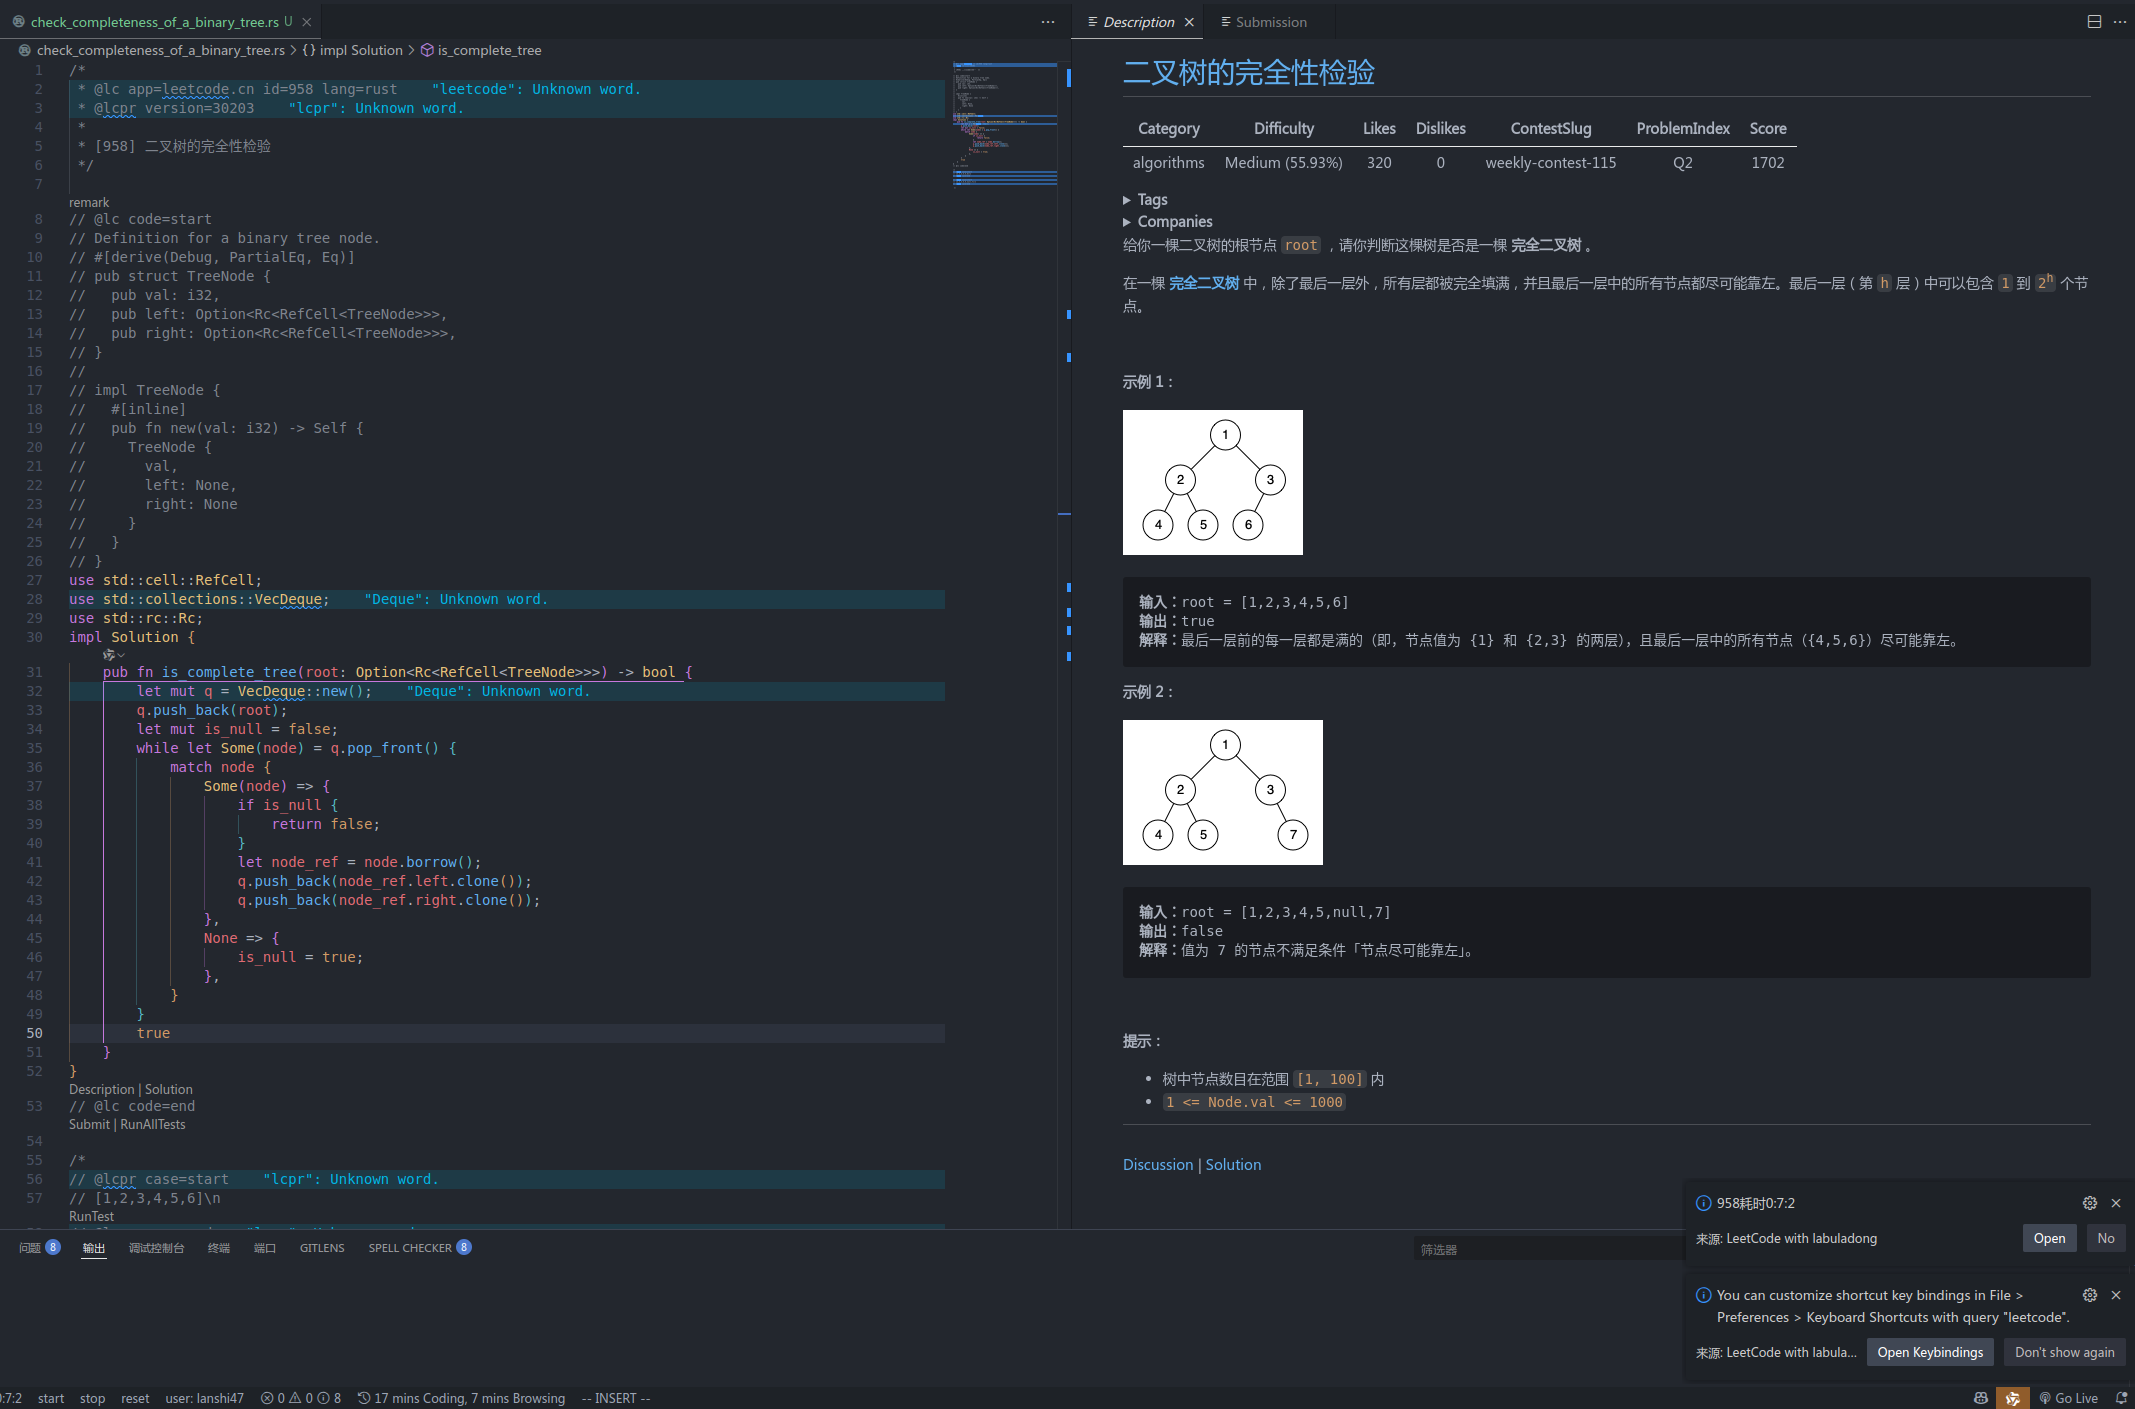 check_completeness_of_a_binary_tree.rs U
check_completeness_of_a_binary_tree.rs > {} impl Solution > is_complete_tree
1 /*
2  * @lc app=leetcode.cn id=958 lang=rust    "leetcode": Unknown word.
3  * @lcpr version=30203    "lcpr": Unknown word.
4  *
5  * [958] 二叉树的完全性检验
6  */
7
remark
8 // @lc code=start
9 // Definition for a binary tree node.
10 // #[derive(Debug, PartialEq, Eq)]
11 // pub struct TreeNode {
12 //   pub val: i32,
13 //   pub left: Option<Rc<RefCell<TreeNode>>>,
14 //   pub right: Option<Rc<RefCell<TreeNode>>>,
15 // }
16 //
17 // impl TreeNode {
18 //   #[inline]
19 //   pub fn new(val: i32) -> Self {
20 //     TreeNode {
21 //       val,
22 //       left: None,
23 //       right: None
24 //     }
25 //   }
26 // }
27 use std::cell::RefCell;
28 use std::collections::VecDeque;    "Deque": Unknown word.
29 use std::rc::Rc;
30 impl Solution {
31     pub fn is_complete_tree(root: Option<Rc<RefCell<TreeNode>>>) -> bool {
32         let mut q = VecDeque::new();    "Deque": Unknown word.
33         q.push_back(root);
34         let mut is_null = false;
35         while let Some(node) = q.pop_front() {
36             match node {
37                 Some(node) => {
38                     if is_null {
39                         return false;
40                     }
41                     let node_ref = node.borrow();
42                     q.push_back(node_ref.left.clone());
43                     q.push_back(node_ref.right.clone());
44                 },
45                 None => {
46                     is_null = true;
47                 },
48             }
49         }
50         true
51     }
52 }
Description | Solution
53 // @lc code=end
Submit | RunAllTests
54
55 /*
56 // @lcpr case=start    "lcpr": Unknown word.
57 // [1,2,3,4,5,6]\n
RunTest
Description
Submission
二叉树的完全性检验
Category Difficulty Likes Dislikes ContestSlug ProblemIndex Score
algorithms Medium (55.93%) 320 0 weekly-contest-115 Q2 1702
▶ Tags
▶ Companies
给你一棵二叉树的根节点 root ，请你判断这棵树是否是一棵 完全二叉树 。
在一棵 完全二叉树 中，除了最后一层外，所有层都被完全填满，并且最后一层中的所有节点都尽可能靠左。最后一层（第 h 层）中可以包含 1 到 2ʰ 个节
点。
示例 1：
1
2 3
4 5 6
输入：root = [1,2,3,4,5,6]
输出：true
解释：最后一层前的每一层都是满的（即，节点值为 {1} 和 {2,3} 的两层），且最后一层中的所有节点（{4,5,6}）尽可能靠左。
示例 2：
1
2 3
4 5 7
输入：root = [1,2,3,4,5,null,7]
输出：false
解释：值为 7 的节点不满足条件「节点尽可能靠左」。
提示：
• 树中节点数目在范围 [1, 100] 内
• 1 <= Node.val <= 1000
Discussion | Solution
问题 8 输出 调试控制台 终端 端口 GITLENS SPELL CHECKER 8
筛选器
958耗时0:7:2
来源: LeetCode with labuladong Open No
You can customize shortcut key bindings in File >
Preferences > Keyboard Shortcuts with query "leetcode".
来源: LeetCode with labula... Open Keybindings Don't show again
0:7:2 start stop reset user: lanshi47 0 0 8 17 mins Coding, 7 mins Browsing -- INSERT -- Go Live